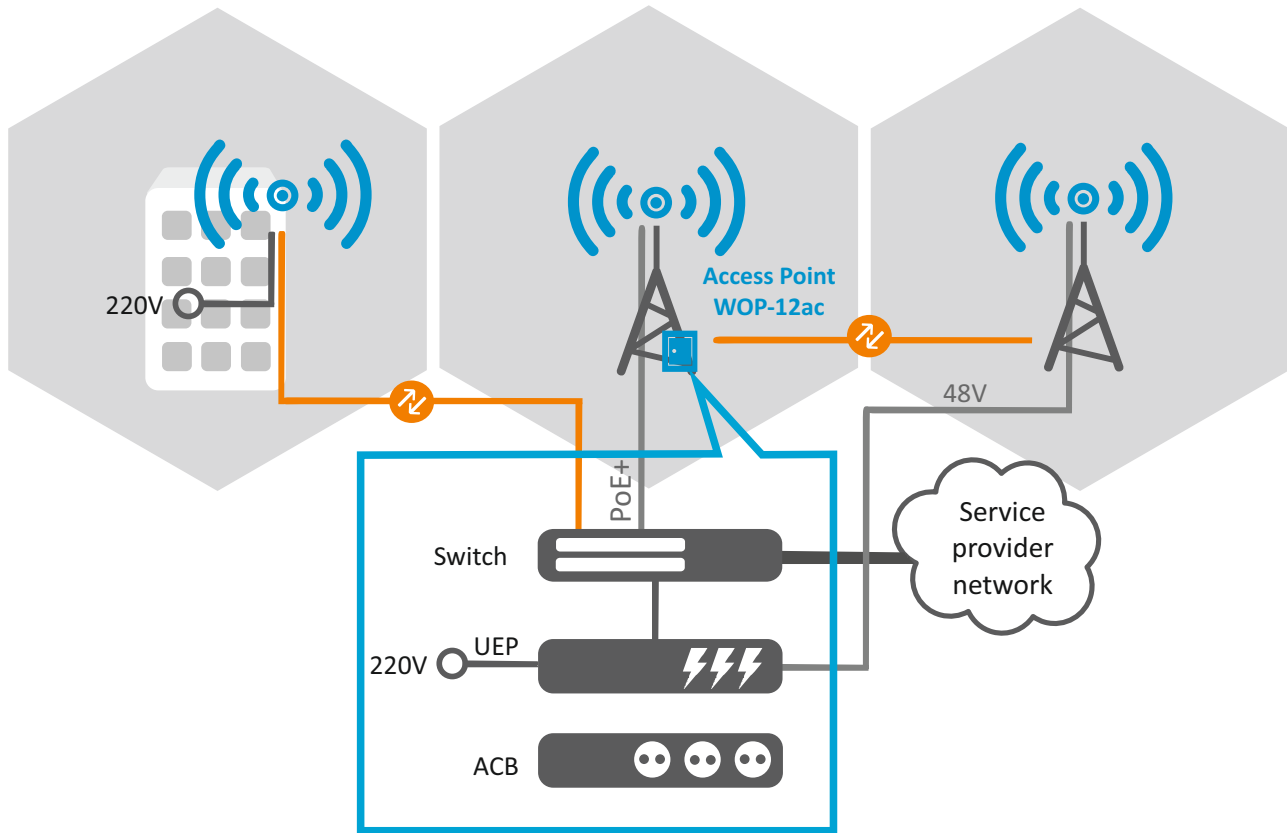 220V
Access Point
WOP-12ac
48V
PoE+
Service
provider
network
Switch
UEP
220V
ACB